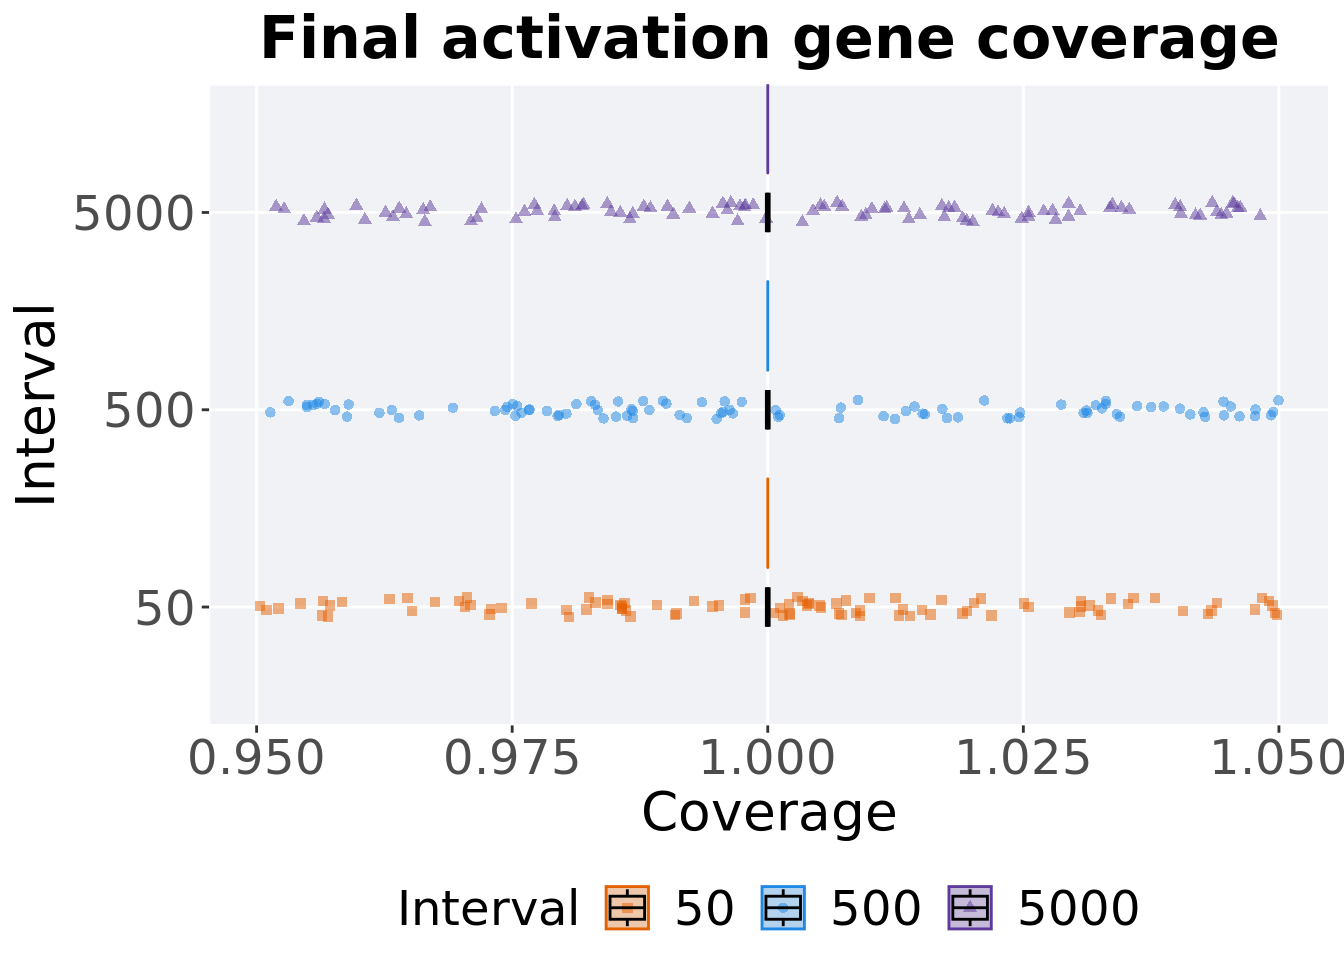 Final activation gene coverage
Interval
5000
500
50
0.950 0.975 1.000 1.025 1.050
Coverage
Interval 50 500 5000